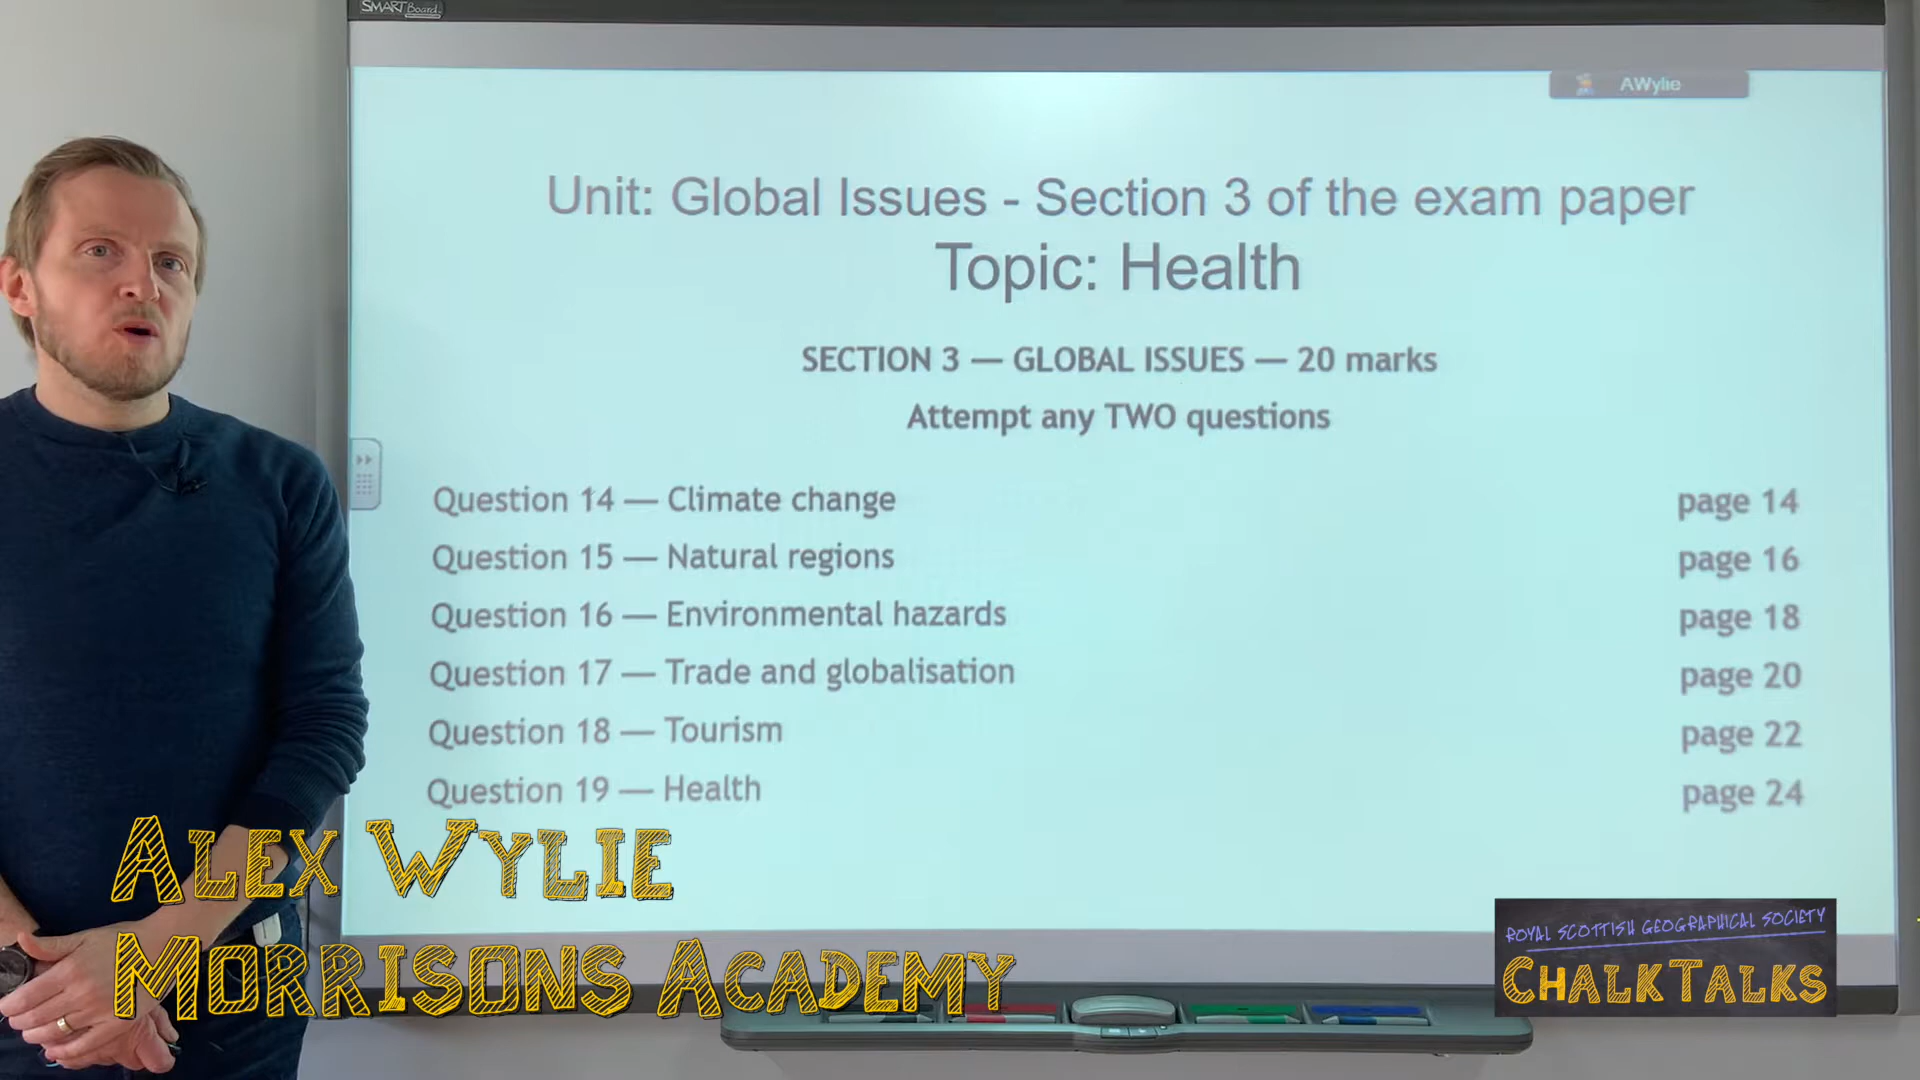 SMART Board
AWylie
Unit: Global Issues - Section 3 of the exam paper
Topic: Health
SECTION 3 — GLOBAL ISSUES — 20 marks
Attempt any TWO questions
Question 14 — Climate change page 14
Question 15 — Natural regions page 16
Question 16 — Environmental hazards page 18
Question 17 — Trade and globalisation page 20
Question 18 — Tourism page 22
Question 19 — Health page 24
ALEX WYLIE
MORRISONS ACADEMY
ROYAL SCOTTISH GEOGRAPHICAL SOCIETY
CHALKTALKS